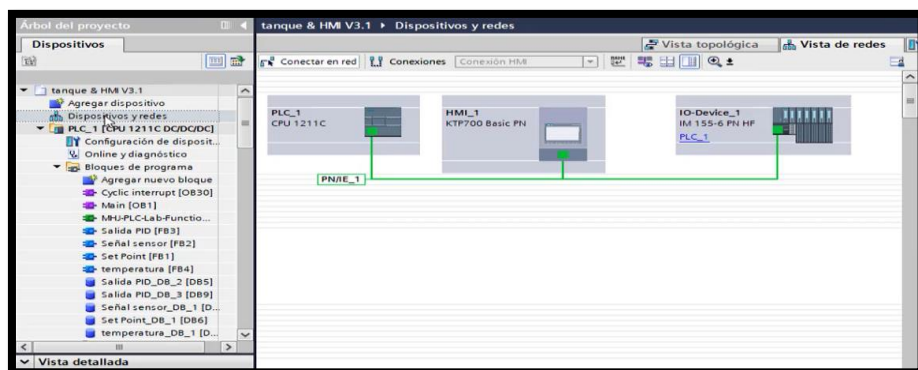 Árbol del proyecto
tanque & HMI V3.1 ▸ Dispositivos y redes
Dispositivos
Vista topológica
Vista de redes
Conectar en red
Conexiones
Conexión HMI
tanque & HMI V3.1
Agregar dispositivo
Dispositivos y redes
PLC_1 [CPU 1211C DC/DC/DC]
Configuración de disposit...
Online y diagnóstico
Bloques de programa
Agregar nuevo bloque
Cyclic interrupt [OB30]
Main [OB1]
MHJ-PLC-Lab-Functio...
Salida PID [FB3]
Señal sensor [FB2]
Set Point [FB1]
temperatura [FB4]
Salida PID_DB_2 [DB5]
Salida PID_DB_3 [DB9]
Señal sensor_DB_1 [D...
Set Point_DB_1 [DB6]
temperatura_DB_1 [D...
Vista detallada
PLC_1
CPU 1211C
HMI_1
KTP700 Basic PN
IO-Device_1
IM 155-6 PN HF
PLC_1
PN/IE_1